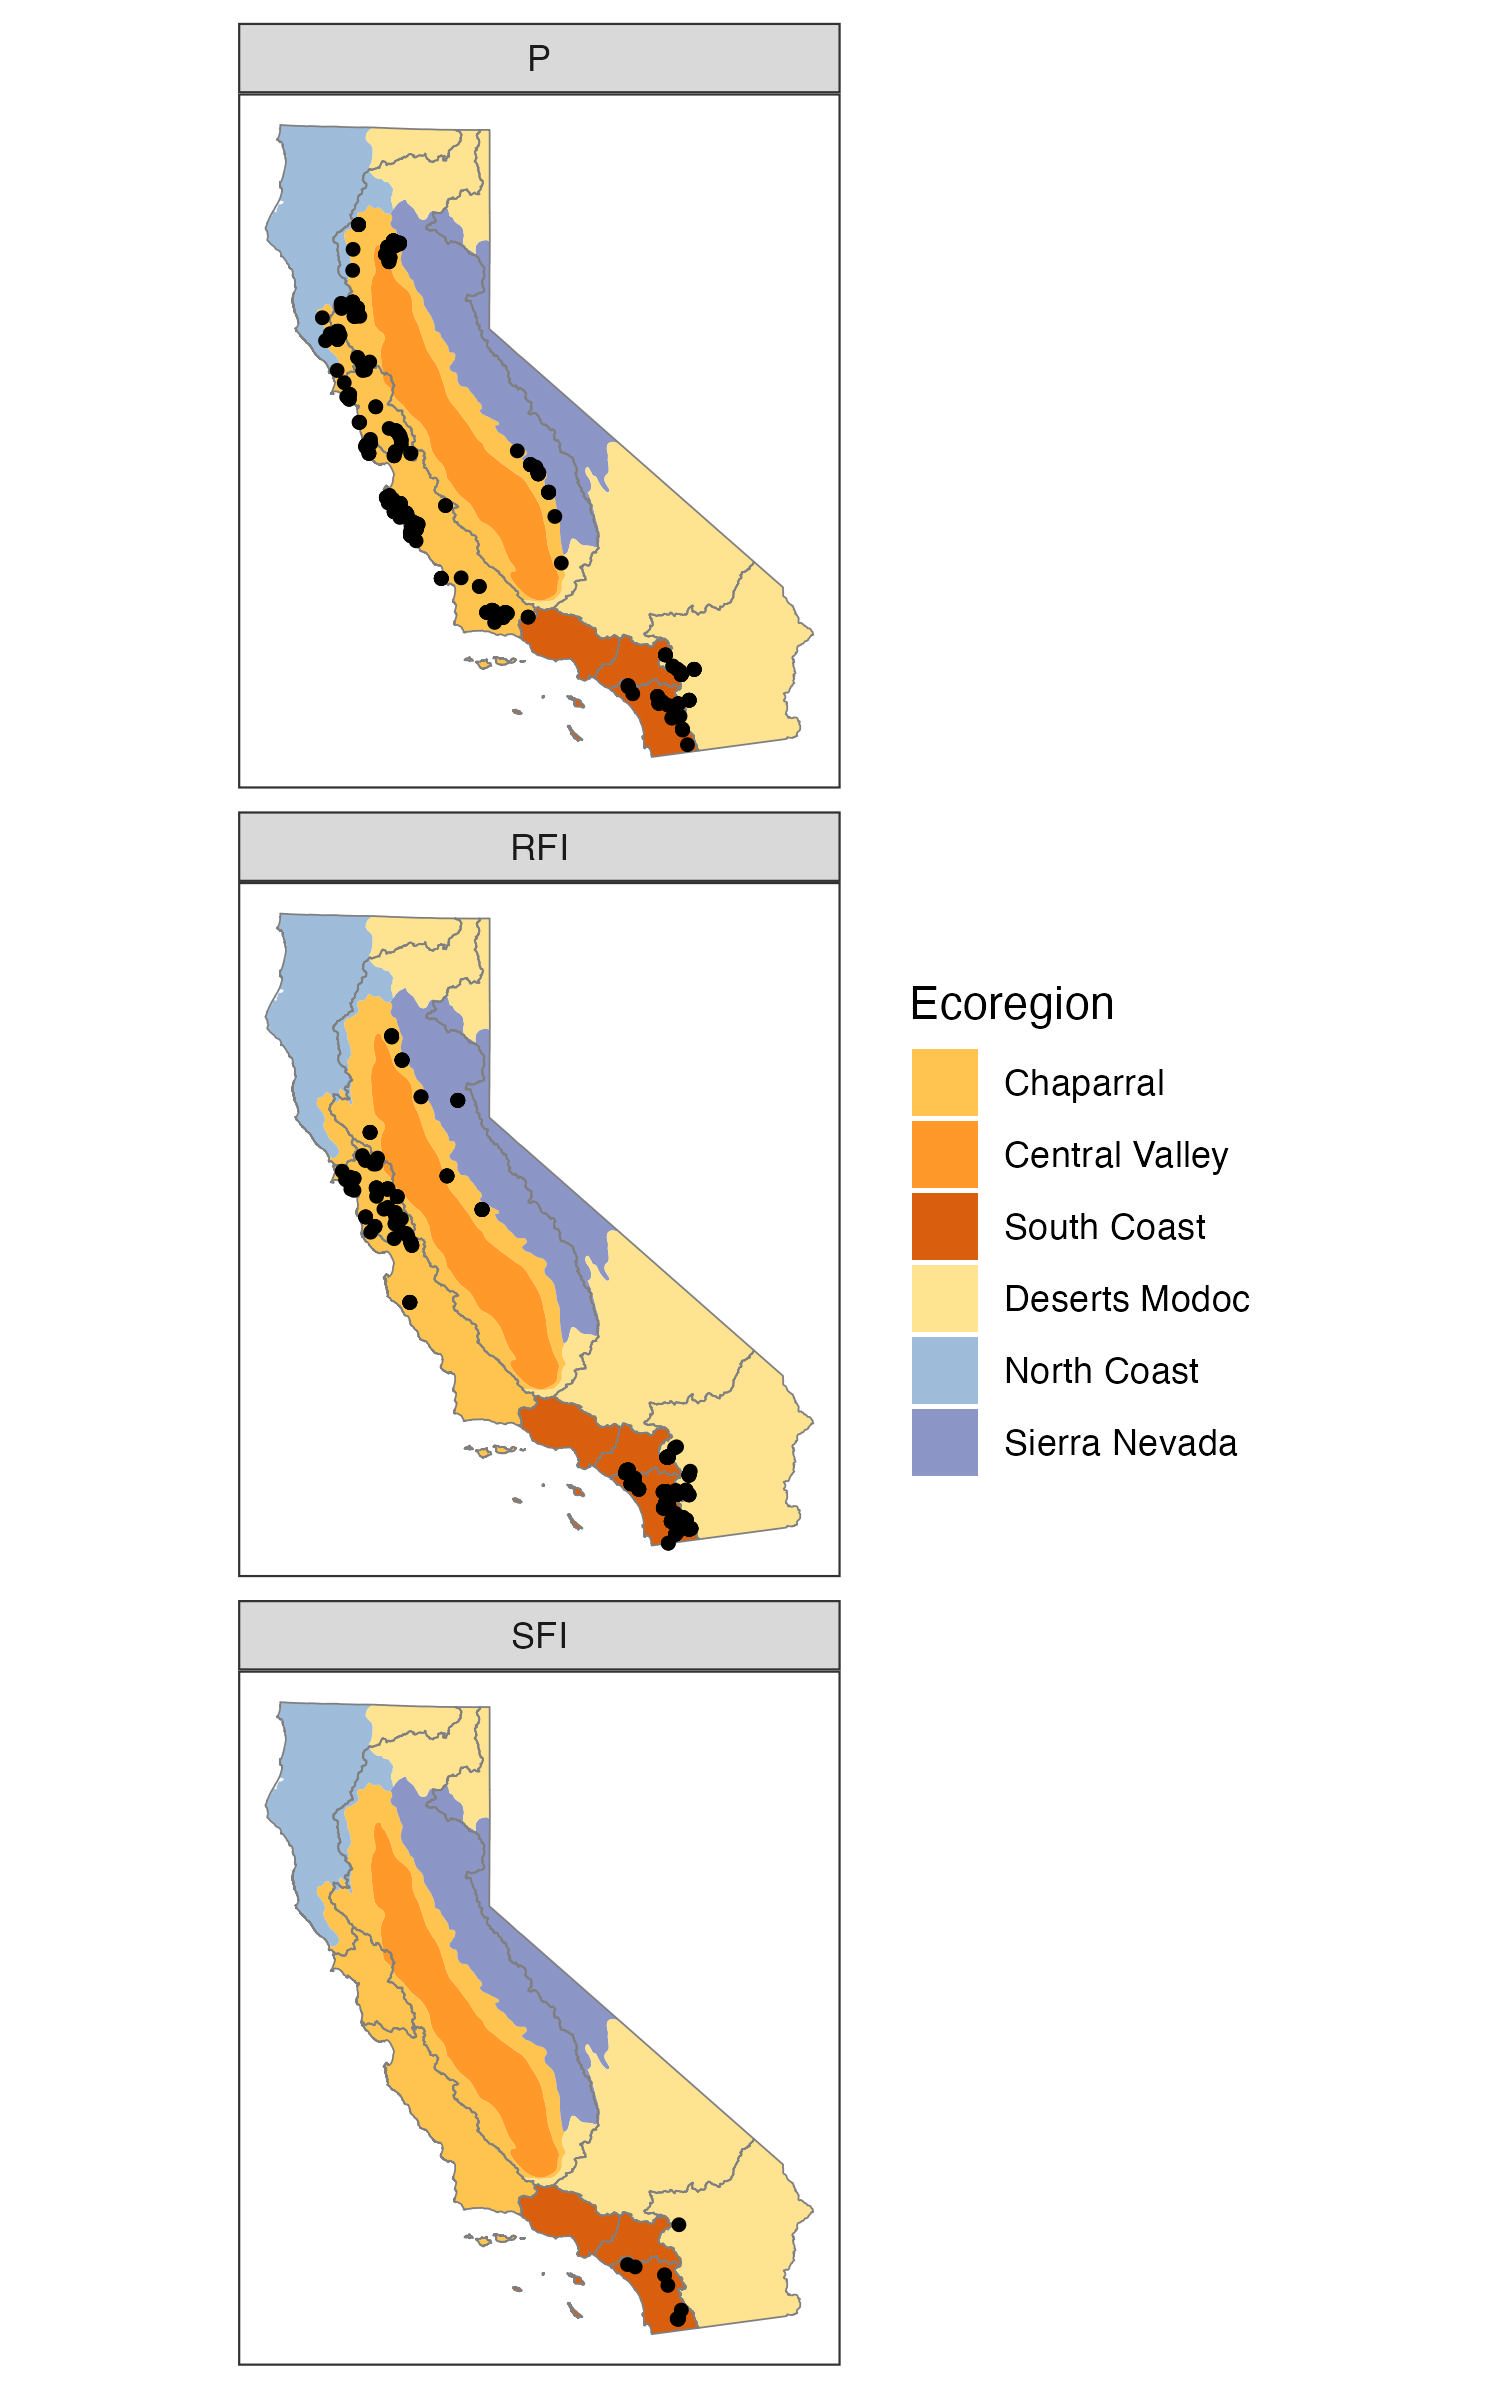 P
RFI
Ecoregion
Chaparral
Central Valley
South Coast
Deserts Modoc
North Coast
Sierra Nevada
SFI